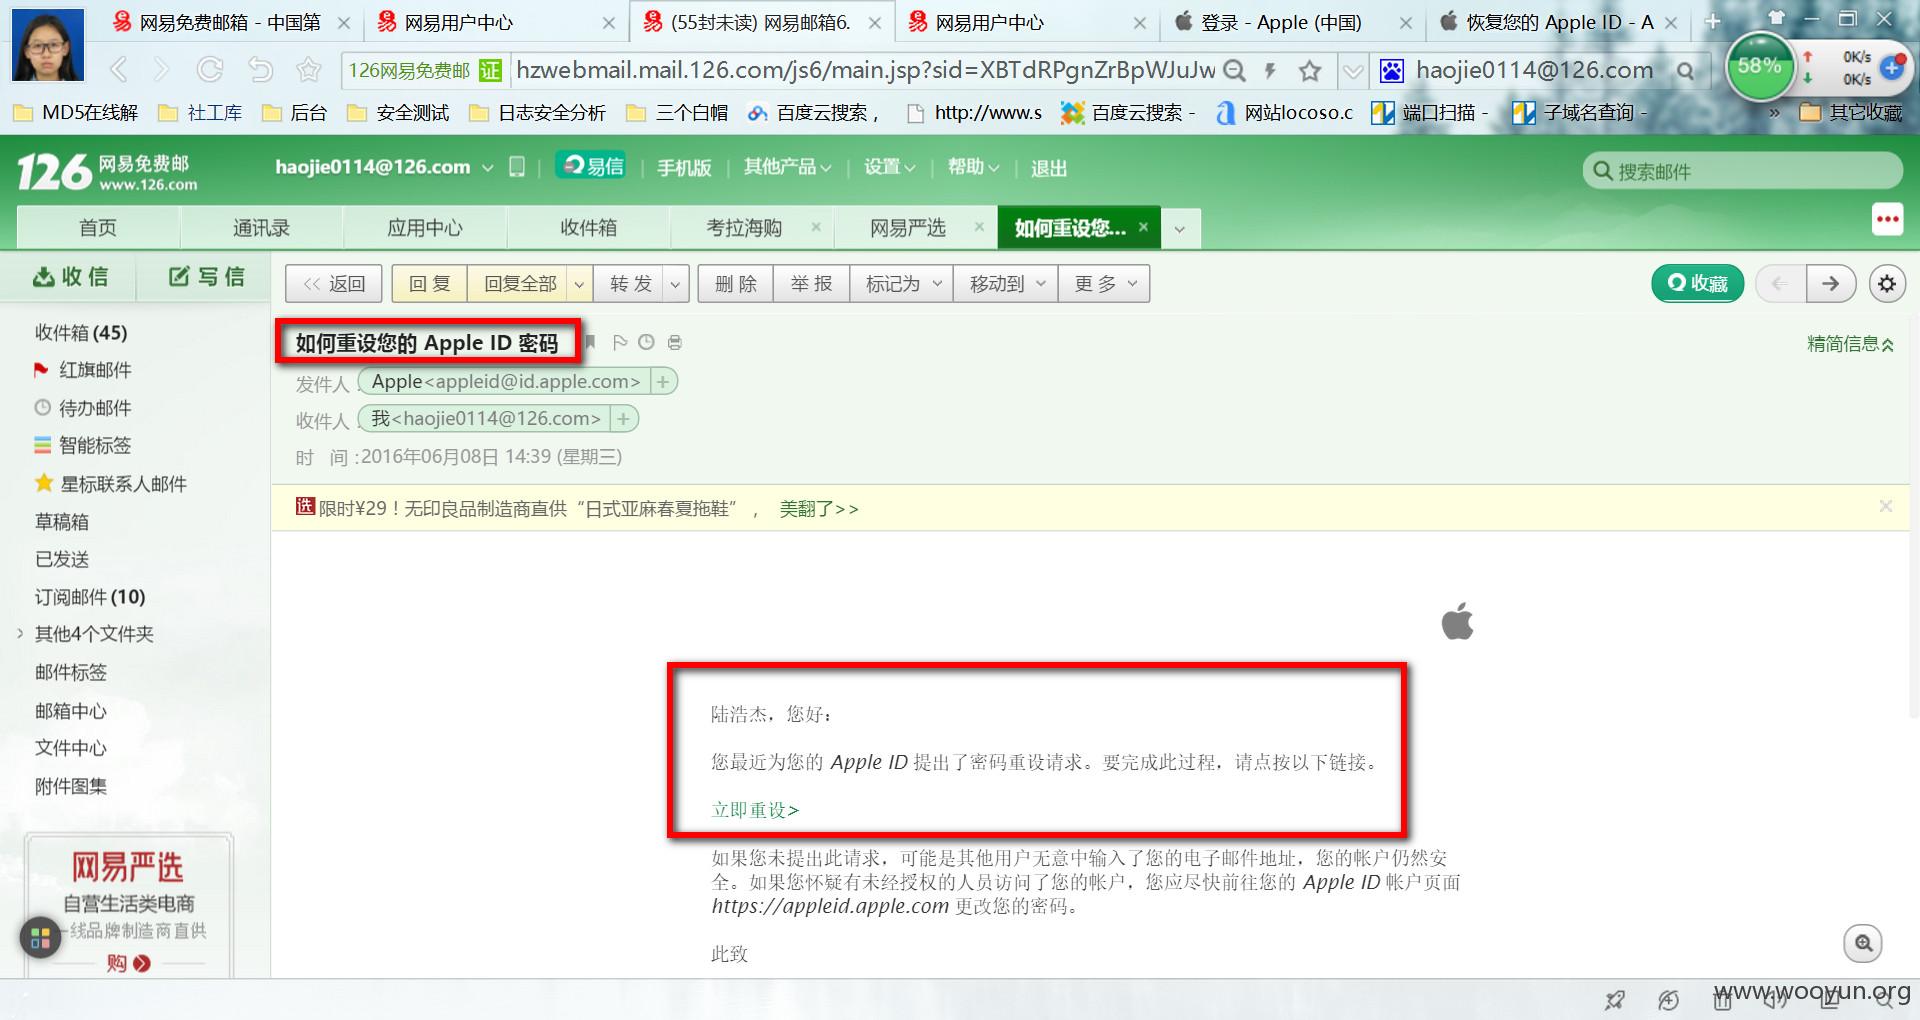 网易免费邮箱 - 中国第
网易用户中心
(55封未读) 网易邮箱6.
网易用户中心
登录 - Apple (中国)
恢复您的 Apple ID - A
126网易免费邮 证
hzwebmail.mail.126.com/js6/main.jsp?sid=XBTdRPgnZrBpWJuJw
haojie0114@126.com
58%
0K/s
0K/s
MD5在线解
社工库
后台
安全测试
日志安全分析
三个白帽
百度云搜索，
http://www.s
百度云搜索 -
网站locoso.c
端口扫描 -
子域名查询 -
»
其它收藏
126 网易免费邮
www.126.com
haojie0114@126.com
易信
手机版
其他产品
设置
帮助
退出
搜索邮件
首页
通讯录
应用中心
收件箱
考拉海购
网易严选
如何重设您...
收 信
写 信
<< 返回
回 复
回复全部
转 发
删 除
举 报
标记为
移动到
更 多
收藏
收件箱 (45)
红旗邮件
待办邮件
智能标签
星标联系人邮件
草稿箱
已发送
订阅邮件 (10)
其他4个文件夹
邮件标签
邮箱中心
文件中心
附件图集
网易严选
自营生活类电商
一线品牌制造商直供
购
如何重设您的 Apple ID 密码
精简信息
发件人：Apple<appleid@id.apple.com> +
收件人：我<haojie0114@126.com> +
时 间：2016年06月08日 14:39 (星期三)
选 限时¥29！无印良品制造商直供“日式亚麻春夏拖鞋”， 美翻了>>
陆浩杰，您好：
您最近为您的 Apple ID 提出了密码重设请求。要完成此过程，请点按以下链接。
立即重设>
如果您未提出此请求，可能是其他用户无意中输入了您的电子邮件地址，您的帐户仍然安
全。如果您怀疑有未经授权的人员访问了您的帐户，您应尽快前往您的 Apple ID 帐户页面
https://appleid.apple.com 更改您的密码。
此致
www.wooyun.org